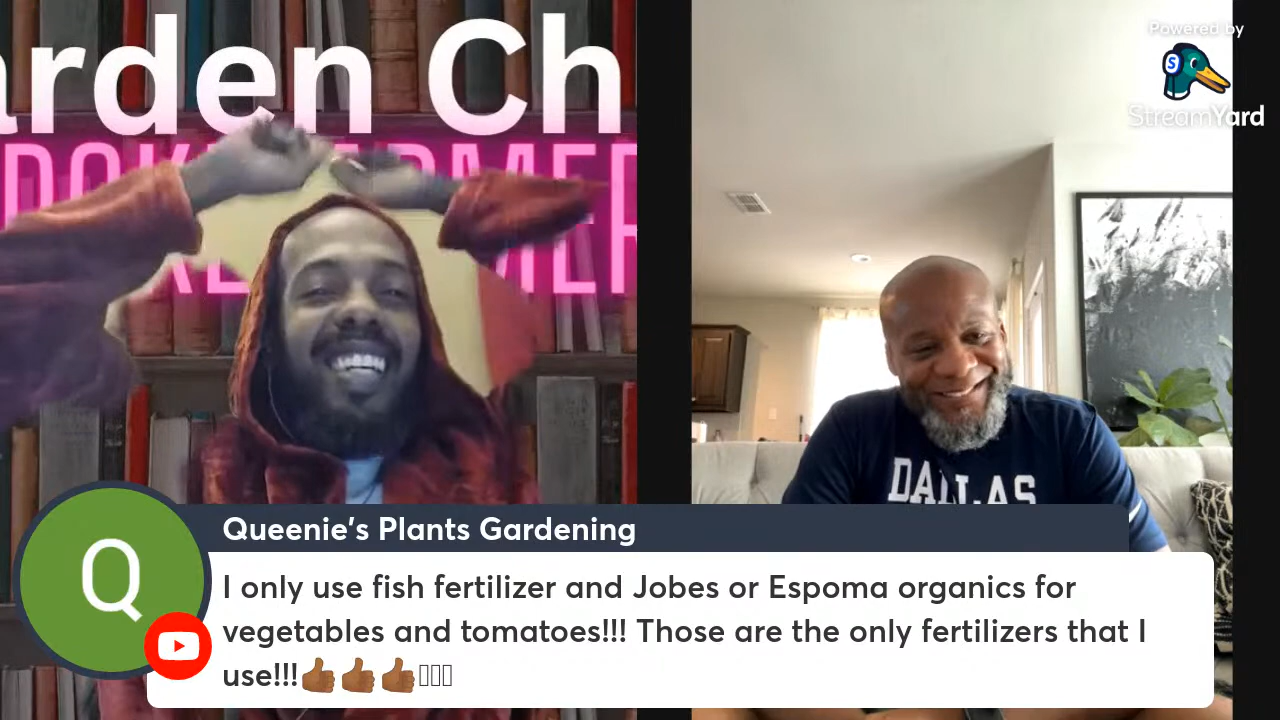 Powered by
StreamYard
arden Ch
DALLAS
Q
Queenie's Plants Gardening
I only use fish fertilizer and Jobes or Espoma organics for
vegetables and tomatoes!!! Those are the only fertilizers that I
use!!!👍🏾👍🏾👍🏾